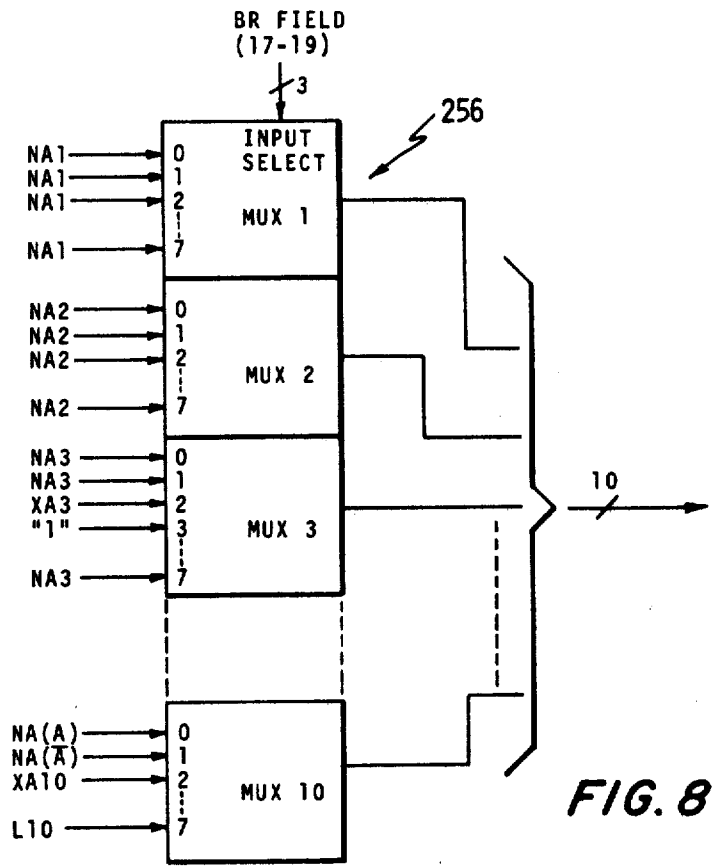 BR FIELD
(17-19)
3
256
INPUT
SELECT
NA1 0
NA1 1
NA1 2
MUX 1
NA1 7
NA2 0
NA2 1
NA2 2
MUX 2
NA2 7
NA3 0
NA3 1
XA3 2
"1" 3
MUX 3
NA3 7
10
NA(A) 0
NA(A̅) 1
XA10 2
MUX 10
L10 7
FIG. 8